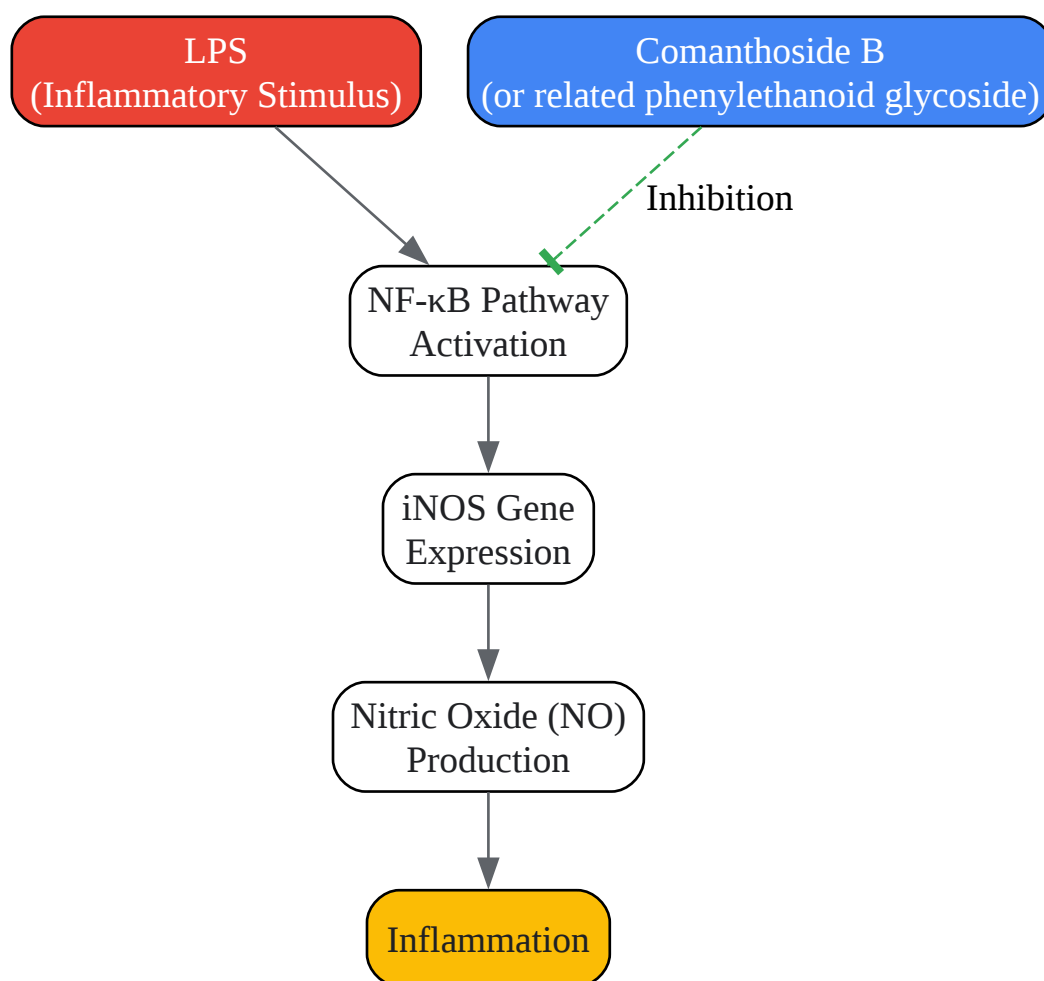 LPS
(Inflammatory Stimulus)
Comanthoside B
(or related phenylethanoid glycoside)
Inhibition
NF-κB Pathway
Activation
iNOS Gene
Expression
Nitric Oxide (NO)
Production
Inflammation